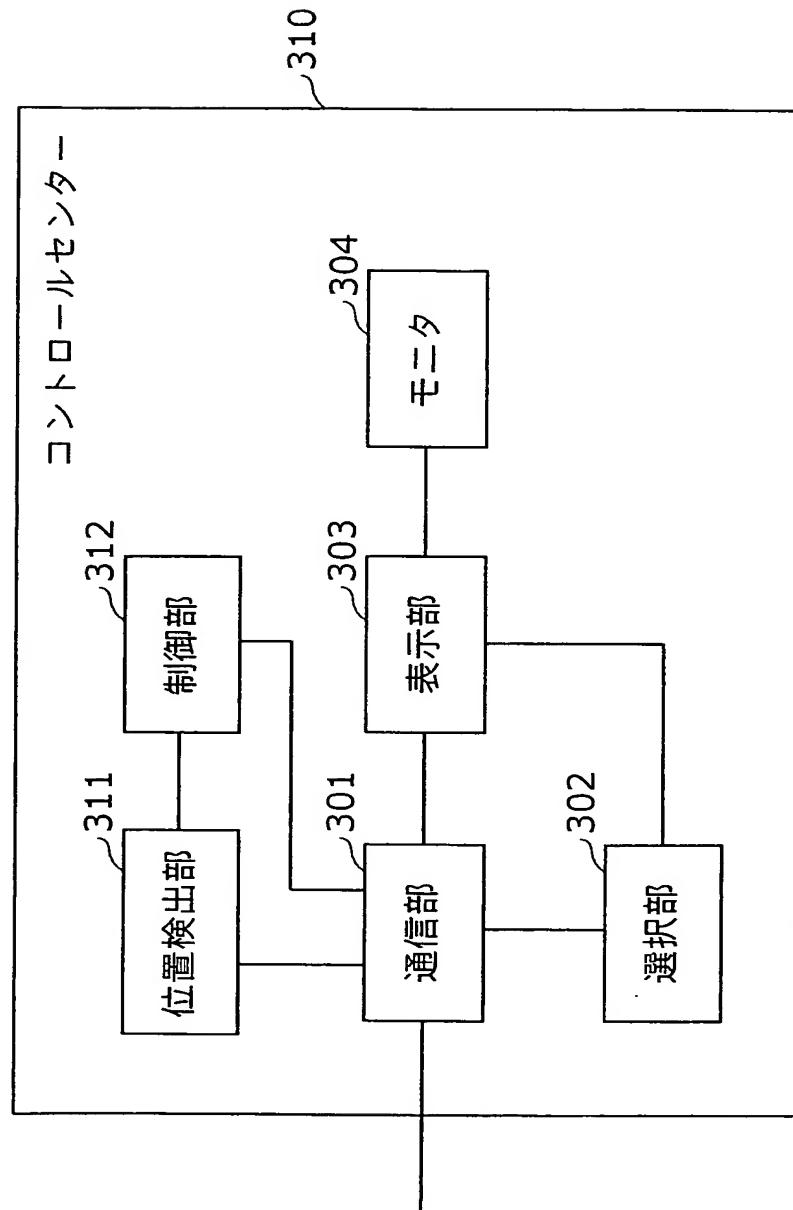 コントロールセンター
310
311
位置検出部
312
制御部
301
通信部
303
表示部
304
モニタ
302
選択部